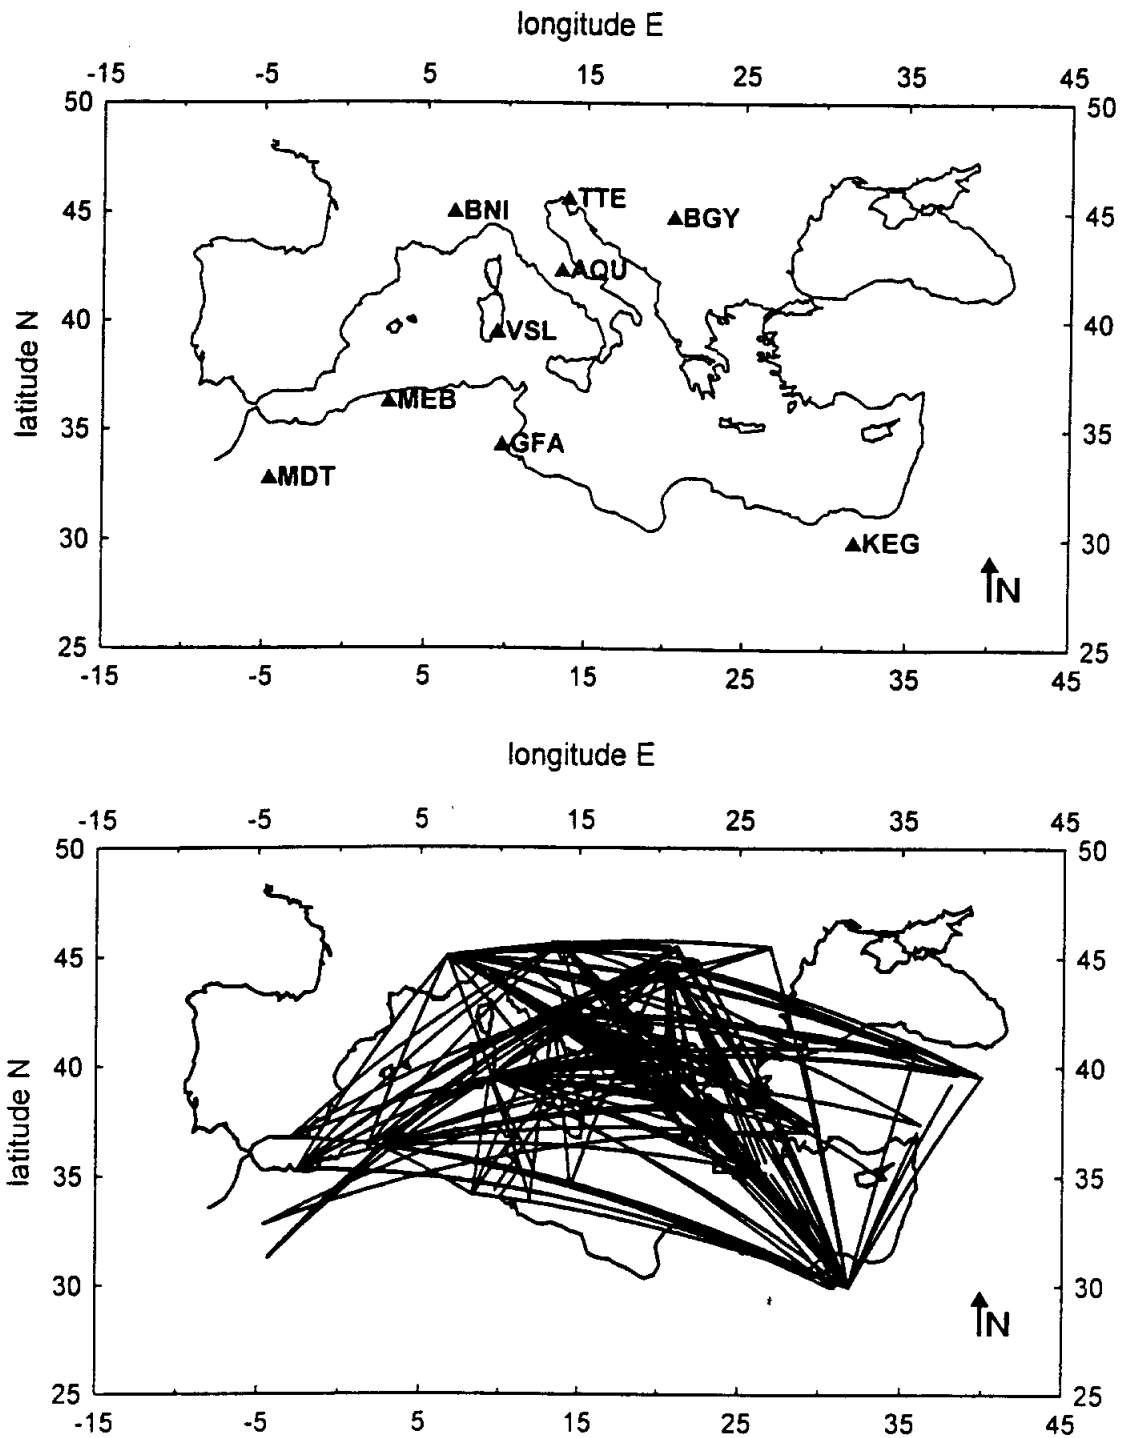 longitude E
-15 -5 5 15 25 35 45
50 50
TTE
45 BNI BGY 45
AQU
latitude N
40 VSL 40
MEB
35 GFA 35
MDT
30 KEG 30
N
25 25
-15 -5 5 15 25 35 45
longitude E
-15 -5 5 15 25 35 45
50 50
45 45
latitude N
40 40
35 35
30 30
N
25 25
-15 -5 5 15 25 35 45